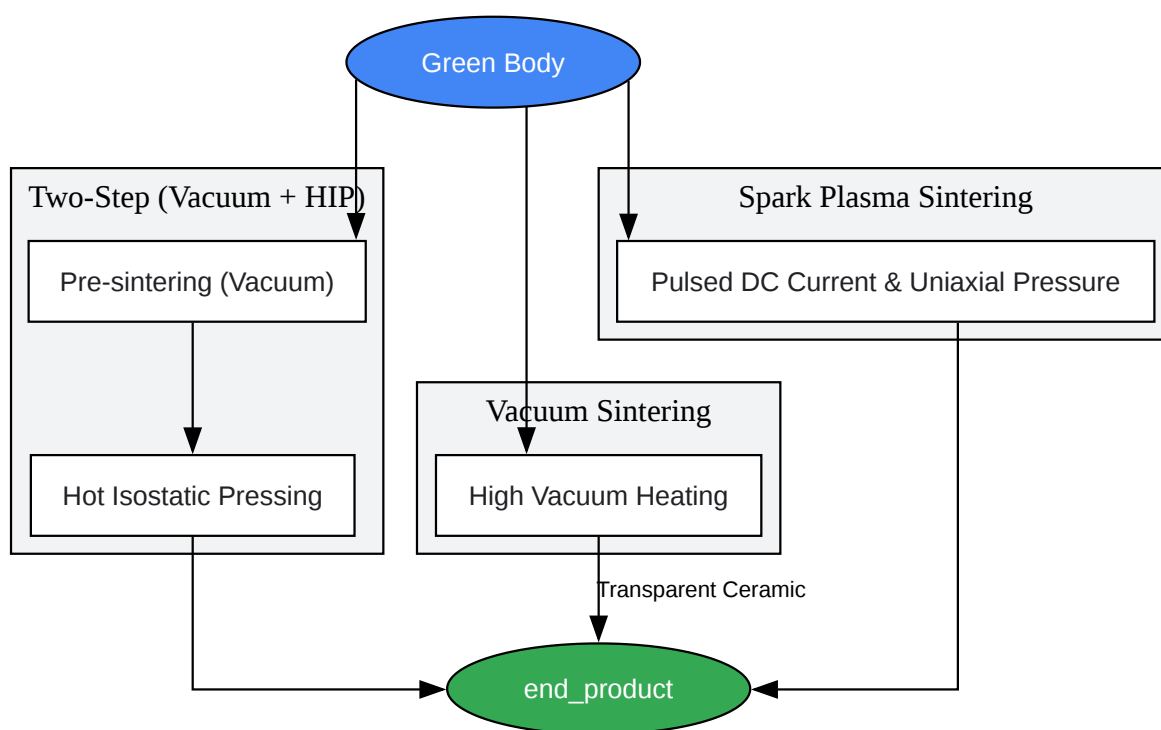 Green Body
Two-Step (Vacuum + HIP)
Spark Plasma Sintering
Pre-sintering (Vacuum)
Pulsed DC Current & Uniaxial Pressure
Vacuum Sintering
Hot Isostatic Pressing
High Vacuum Heating
Transparent Ceramic
end_product